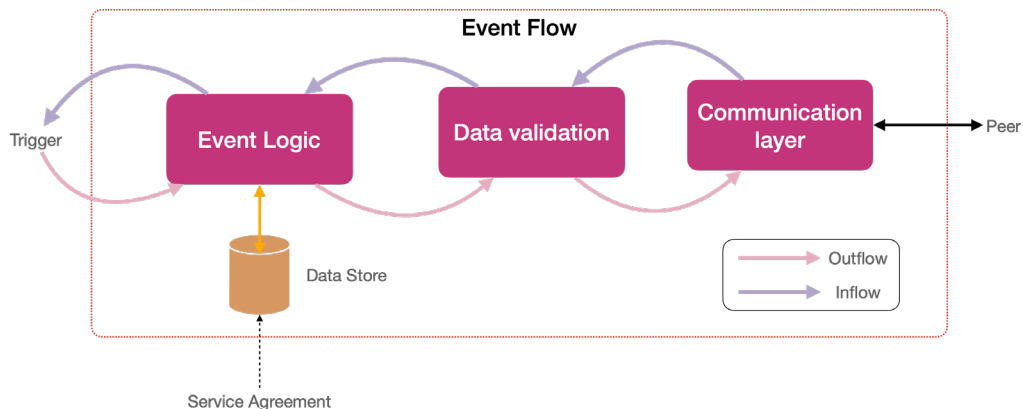 Event Flow
Trigger
Event Logic
Data validation
Communication
layer
Peer
Data Store
Outflow
Inflow
Service Agreement